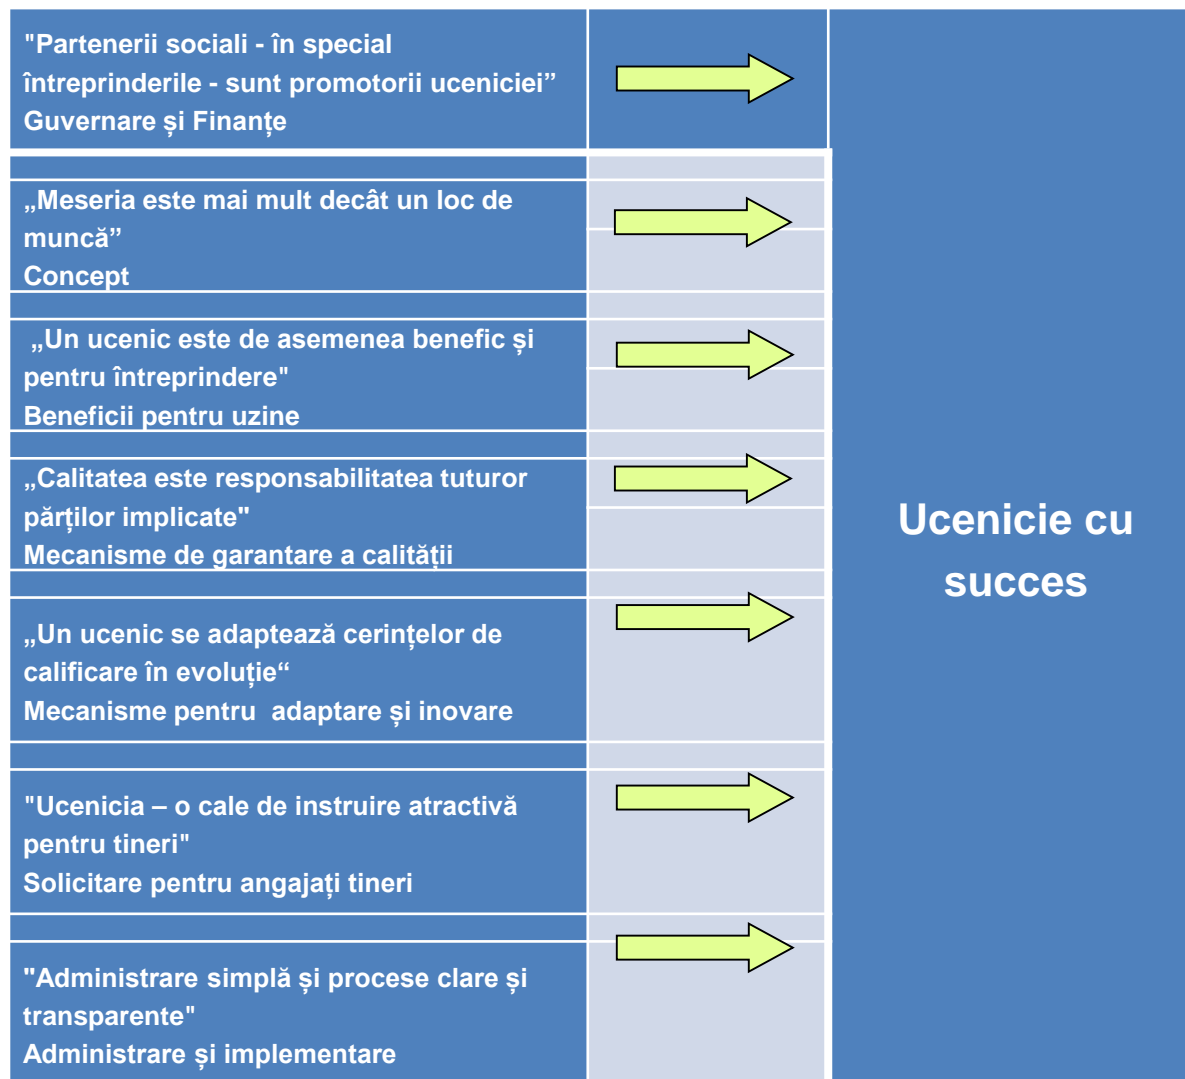 "Partenerii sociali - în special
întreprinderile - sunt promotorii uceniciei”
Guvernare și Finanțe
„Meseria este mai mult decât un loc de
muncă”
Concept
„Un ucenic este de asemenea benefic și
pentru întreprindere"
Beneficii pentru uzine
„Calitatea este responsabilitatea tuturor
părților implicate"
Mecanisme de garantare a calității
„Un ucenic se adaptează cerințelor de
calificare în evoluție“
Mecanisme pentru  adaptare și inovare
"Ucenicia – o cale de instruire atractivă
pentru tineri"
Solicitare pentru angajați tineri
"Administrare simplă și procese clare și
transparente"
Administrare și implementare
Ucenicie cu
succes